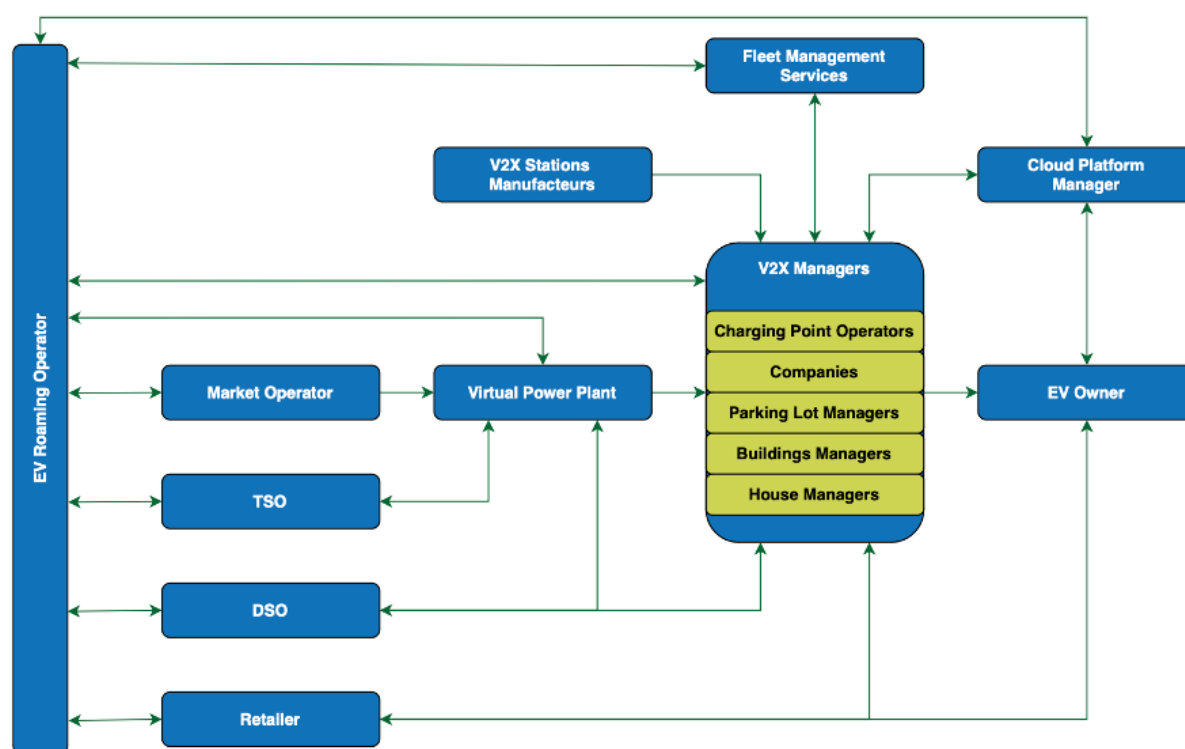 Fleet Management
Services
V2X Stations
Manufacteurs
Cloud Platform
Manager
V2X Managers
Charging Point Operators
Companies
Parking Lot Managers
Buildings Managers
House Managers
EV Roaming Operator
Market Operator
Virtual Power Plant
EV Owner
TSO
DSO
Retailer